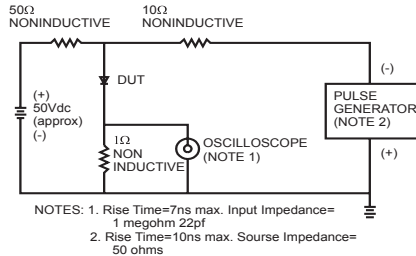 50Ω
NONINDUCTIVE
10Ω
NONINDUCTIVE
DUT
(+)
50Vdc
(approx)
(-)
(-)
PULSE
GENERATOR
(NOTE 2)
(+)
1Ω
NON
INDUCTIVE
OSCILLOSCOPE
(NOTE 1)
NOTES: 1. Rise Time=7ns max. Input Impedance=
1 megohm 22pf
2. Rise Time=10ns max. Sourse Impedance=
50 ohms